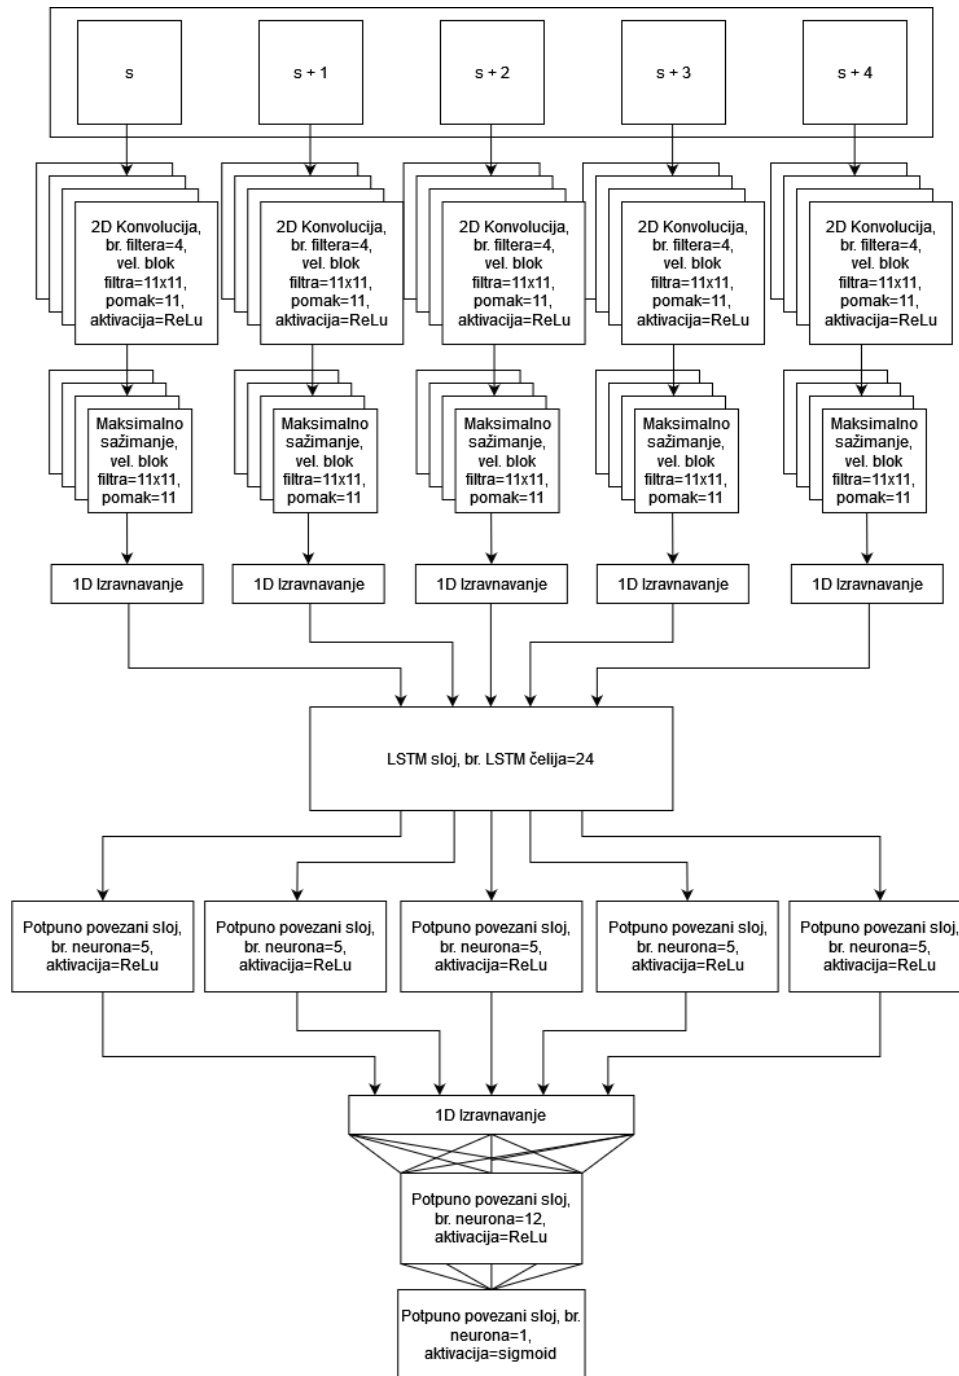 s
s + 1
s + 2
s + 3
s + 4
2D Konvolucija,
br. filtera=4,
vel. blok
filtra=11x11,
pomak=11,
aktivacija=ReLu
2D Konvolucija,
br. filtera=4,
vel. blok
filtra=11x11,
pomak=11,
aktivacija=ReLu
2D Konvolucija,
br. filtera=4,
vel. blok
filtra=11x11,
pomak=11,
aktivacija=ReLu
2D Konvolucija,
br. filtera=4,
vel. blok
filtra=11x11,
pomak=11,
aktivacija=ReLu
2D Konvolucija,
br. filtera=4,
vel. blok
filtra=11x11,
pomak=11,
aktivacija=ReLu
Maksimalno
sažimanje,
vel. blok
filtra=11x11,
pomak=11
Maksimalno
sažimanje,
vel. blok
filtra=11x11,
pomak=11
Maksimalno
sažimanje,
vel. blok
filtra=11x11,
pomak=11
Maksimalno
sažimanje,
vel. blok
filtra=11x11,
pomak=11
Maksimalno
sažimanje,
vel. blok
filtra=11x11,
pomak=11
1D Izravnavanje
1D Izravnavanje
1D Izravnavanje
1D Izravnavanje
1D Izravnavanje
LSTM sloj, br. LSTM čelija=24
Potpuno povezani sloj,
br. neurona=5,
aktivacija=ReLu
Potpuno povezani sloj,
br. neurona=5,
aktivacija=ReLu
Potpuno povezani sloj,
br. neurona=5,
aktivacija=ReLu
Potpuno povezani sloj,
br. neurona=5,
aktivacija=ReLu
Potpuno povezani sloj,
br. neurona=5,
aktivacija=ReLu
1D Izravnavanje
Potpuno povezani sloj,
br. neurona=12,
aktivacija=ReLu
Potpuno povezani sloj, br.
neurona=1,
aktivacija=sigmoid